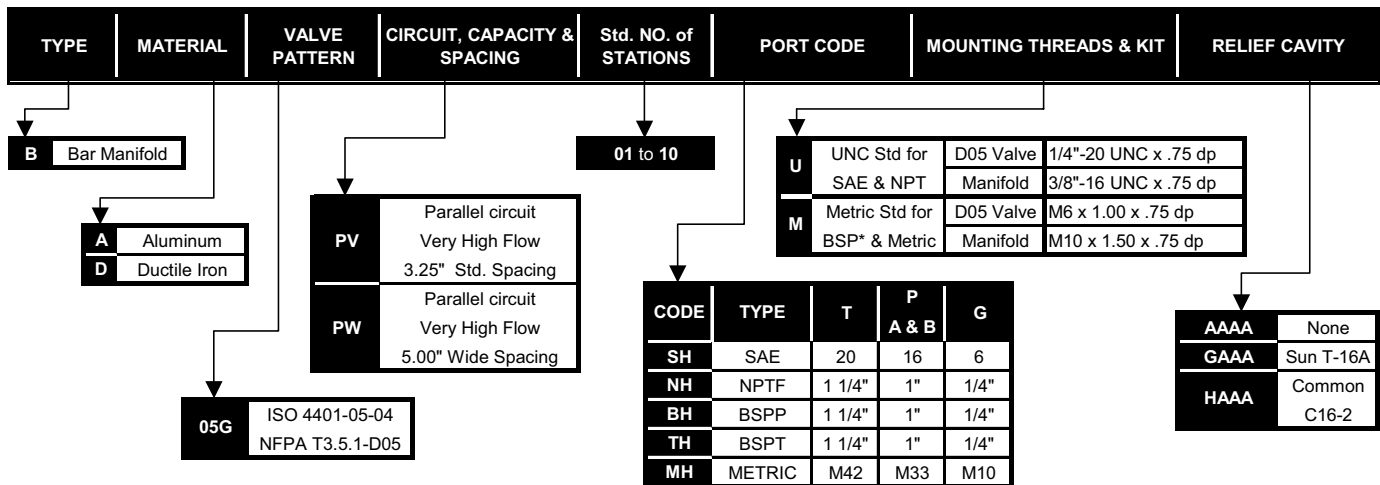 TYPE
MATERIAL
VALVE PATTERN
CIRCUIT, CAPACITY & SPACING
Std. NO. of STATIONS
PORT CODE
MOUNTING THREADS & KIT
RELIEF CAVITY
B Bar Manifold
A Aluminum
D Ductile Iron
05G ISO 4401-05-04
NFPA T3.5.1-D05
PV Parallel circuit
Very High Flow
3.25" Std. Spacing
PW Parallel circuit
Very High Flow
5.00" Wide Spacing
01 to 10
CODE TYPE T P A & B G
SH SAE 20 16 6
NH NPTF 1 1/4" 1" 1/4"
BH BSPP 1 1/4" 1" 1/4"
TH BSPT 1 1/4" 1" 1/4"
MH METRIC M42 M33 M10
U UNC Std for D05 Valve 1/4"-20 UNC x .75 dp
SAE & NPT Manifold 3/8"-16 UNC x .75 dp
M Metric Std for D05 Valve M6 x 1.00 x .75 dp
BSP* & Metric Manifold M10 x 1.50 x .75 dp
AAAA None
GAAA Sun T-16A
HAAA Common
C16-2